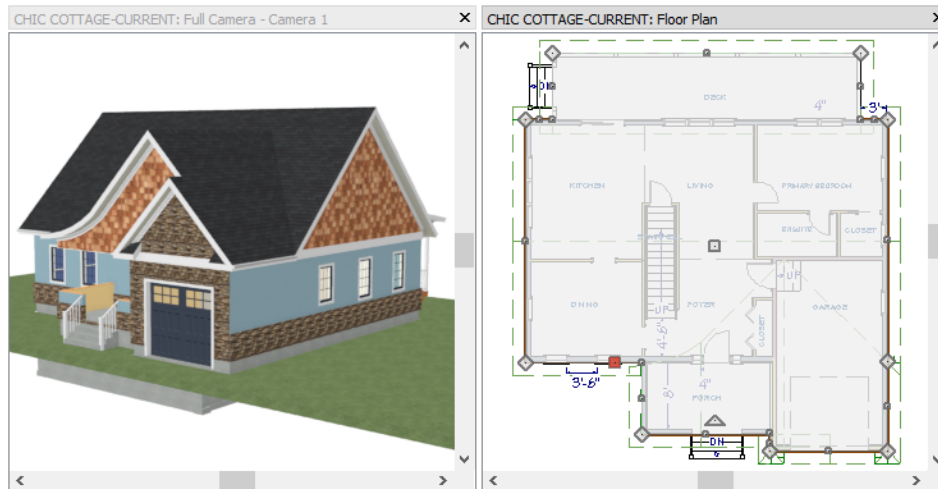 CHIC COTTAGE-CURRENT: Full Camera - Camera 1
CHIC COTTAGE-CURRENT: Floor Plan
DN
DECK
4"
3'
KITCHEN
LIVING
PRIMARY BEDROOM
ENSUITE
CLOSET
UP
DINING
FOYER
GARAGE
UP
CLOSET
4'-6"
3'-6"
8'
4"
PORCH
DN